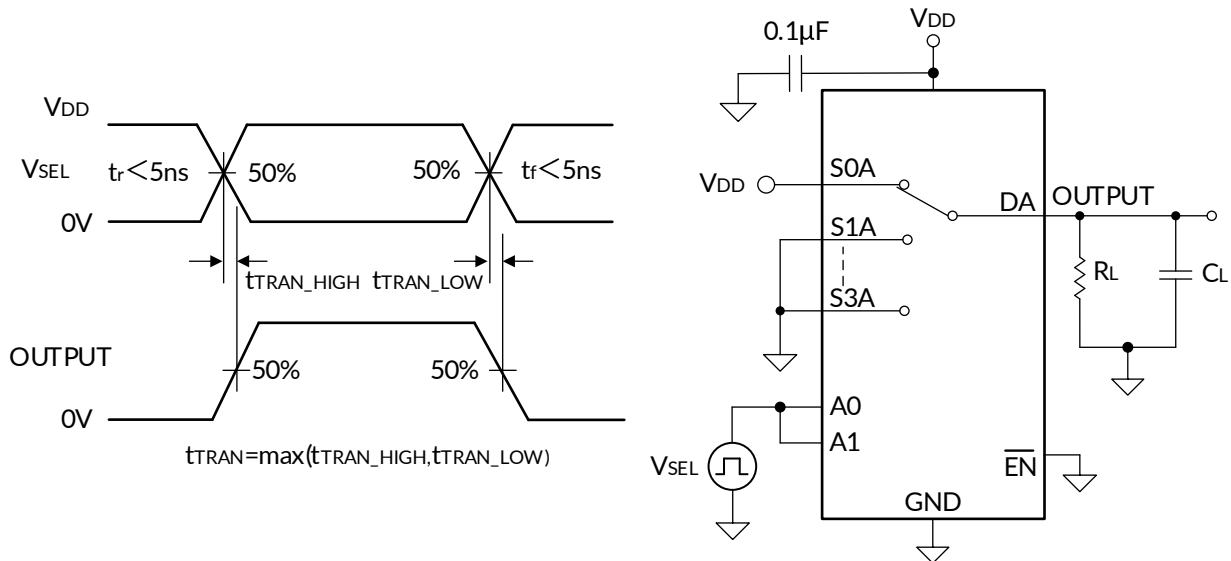 VDD
VSEL
0V
tr<5ns
50%
50%
tf<5ns
tTRAN_HIGH tTRAN_LOW
OUTPUT
50%
50%
0V
tTRAN=max(tTRAN_HIGH,tTRAN_LOW)
0.1μF
VDD
VDD
S0A
S1A
S3A
DA
OUTPUT
RL
CL
A0
A1
VSEL
EN
GND